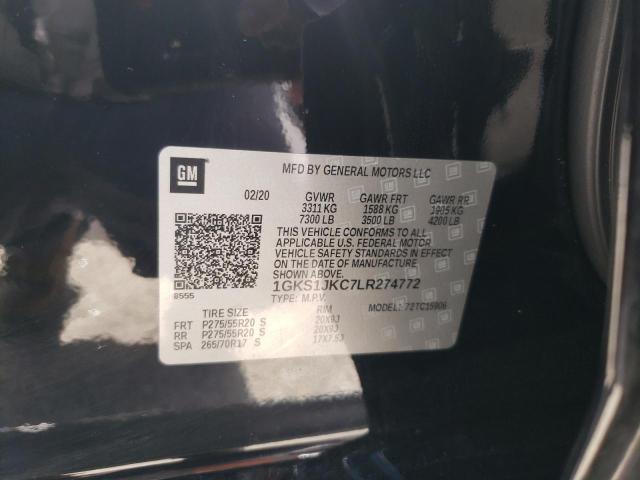 GM
MFD BY GENERAL MOTORS LLC
02/20 GVWR GAWR FRT GAWR RR
3311 KG 1588 KG 1905 KG
7300 LB 3500 LB 4200 LB
THIS VEHICLE CONFORMS TO ALL
APPLICABLE U.S. FEDERAL MOTOR
VEHICLE SAFETY STANDARDS IN EFFECT
ON THE DATE OF MANUFACTURE
SHOWN ABOVE.
8555
1GKS1JKC7LR274772
TYPE: M.P.V. MODEL: 72TC15906
TIRE SIZE RIM
FRT P275/55R20 S 20X9J
RR P275/55R20 S 20X9J
SPA 265/70R17 S 17X7.5J